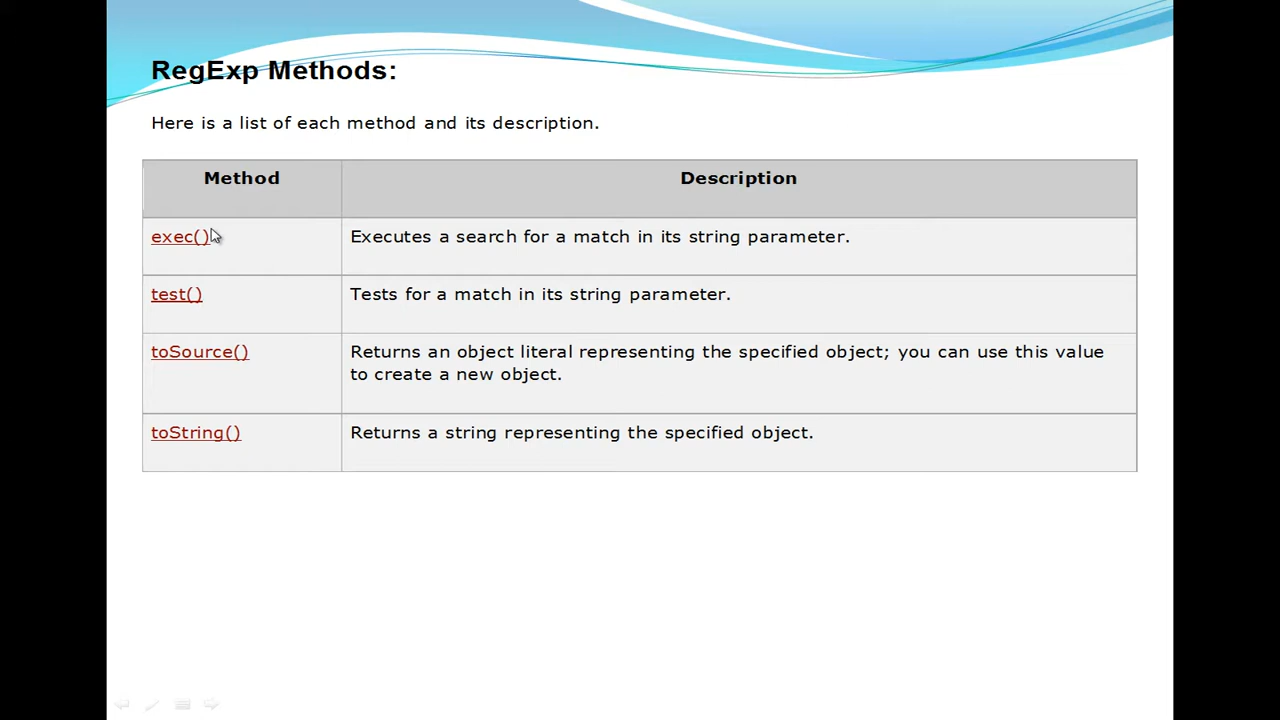 RegExp Methods:
Here is a list of each method and its description.
Method Description
exec() Executes a search for a match in its string parameter.
test() Tests for a match in its string parameter.
toSource() Returns an object literal representing the specified object; you can use this value
to create a new object.
toString() Returns a string representing the specified object.